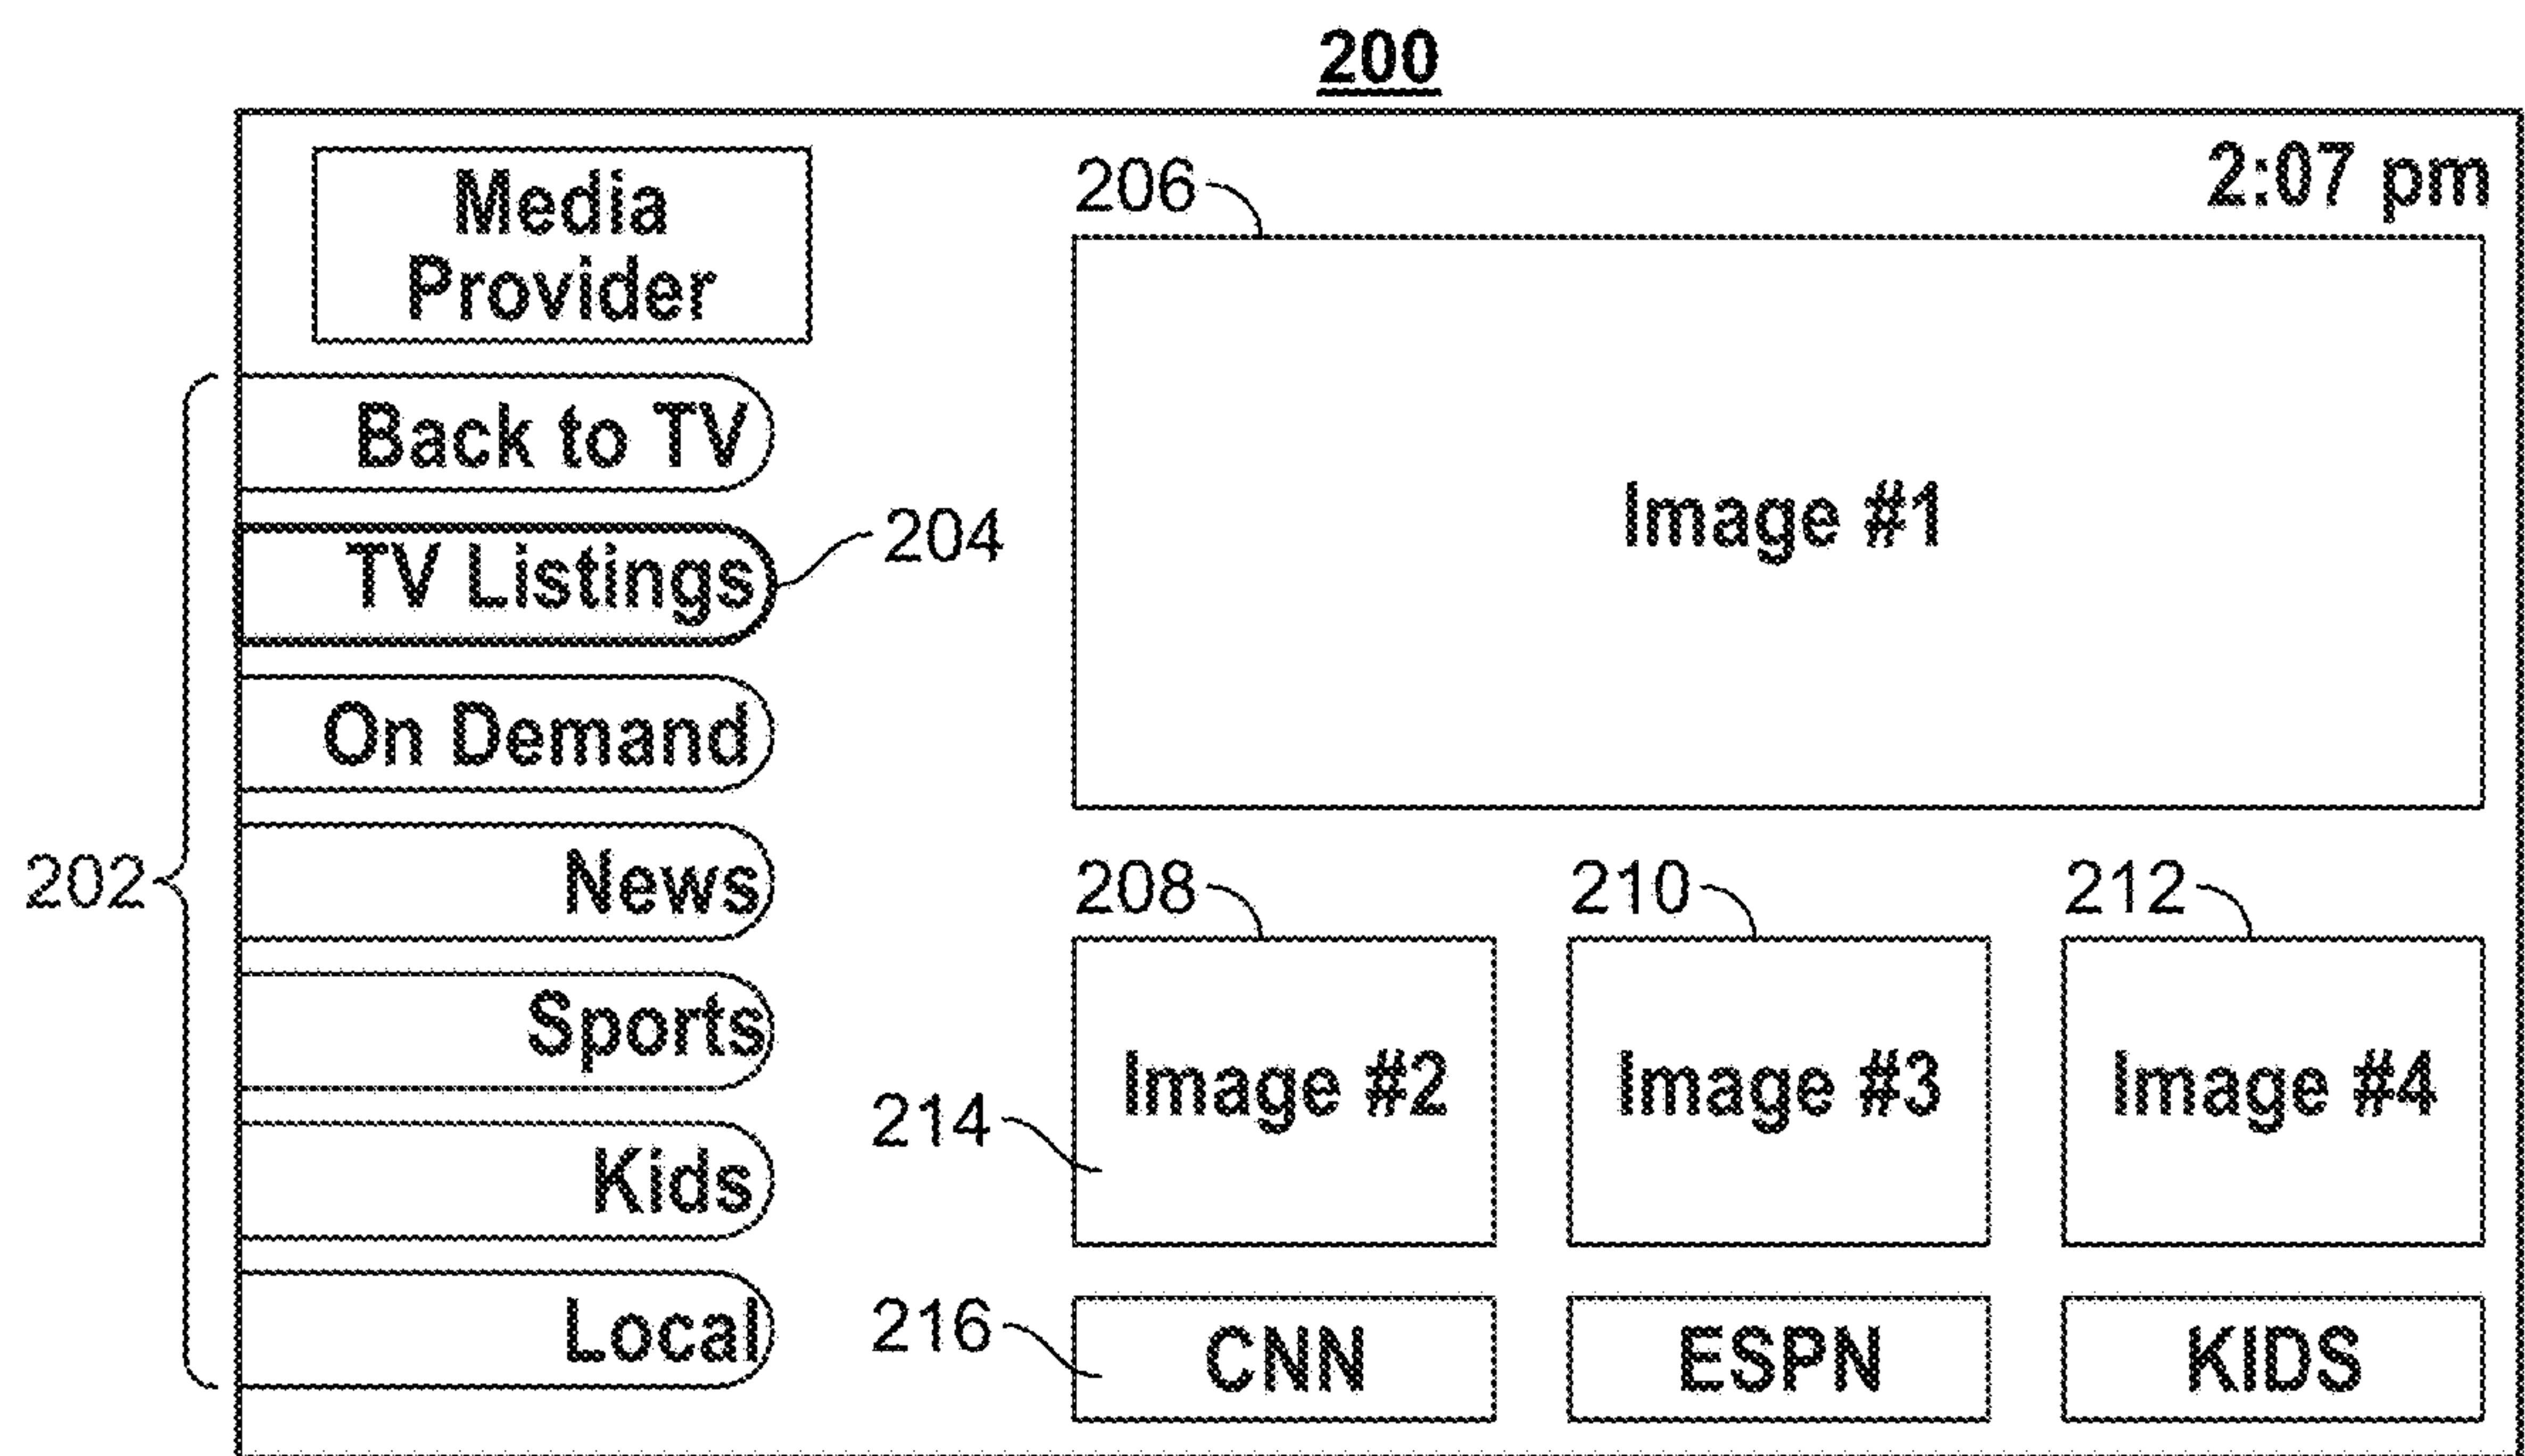 200
Media
Provider
2:07 pm
206
Image #1
Back to TV
TV Listings
204
On Demand
News
Sports
Kids
Local
202
208
210
212
Image #2
Image #3
Image #4
214
216
CNN
ESPN
KIDS